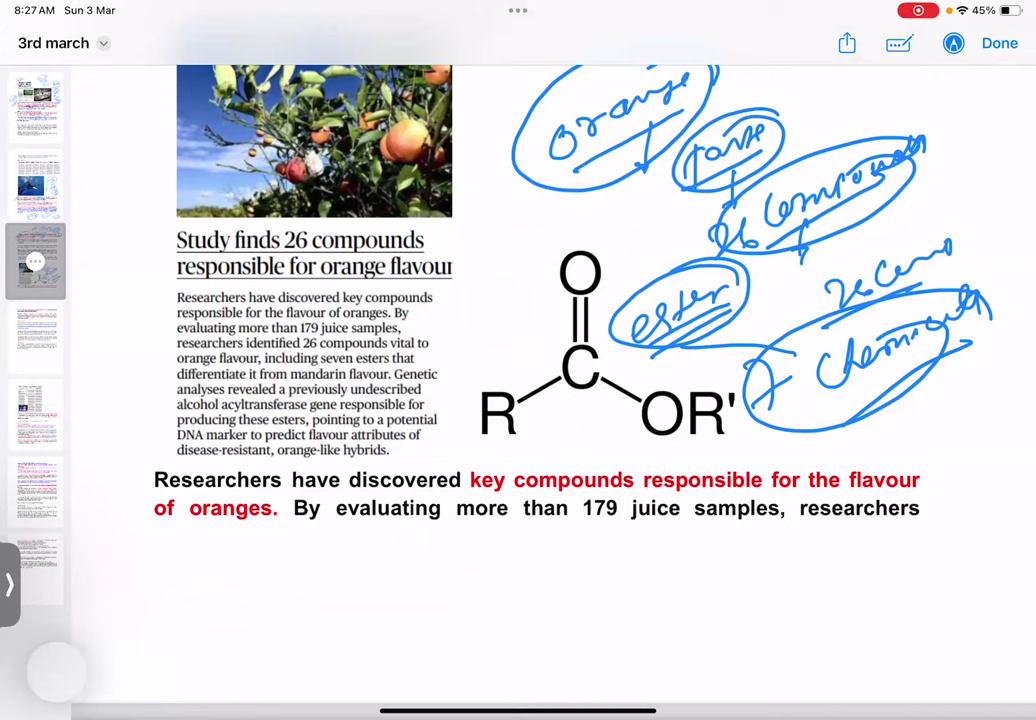 8:27 AM Sun 3 Mar
45%
3rd march
Done
Orange
taste
26 Compounds
ester
26 Com
7 Chemicals
O
C
R
OR'
Study finds 26 compounds
responsible for orange flavour
Researchers have discovered key compounds
responsible for the flavour of oranges. By
evaluating more than 179 juice samples,
researchers identified 26 compounds vital to
orange flavour, including seven esters that
differentiate it from mandarin flavour. Genetic
analyses revealed a previously undescribed
alcohol acyltransferase gene responsible for
producing these esters, pointing to a potential
DNA marker to predict flavour attributes of
disease-resistant, orange-like hybrids.
Researchers have discovered key compounds responsible for the flavour
of oranges. By evaluating more than 179 juice samples, researchers